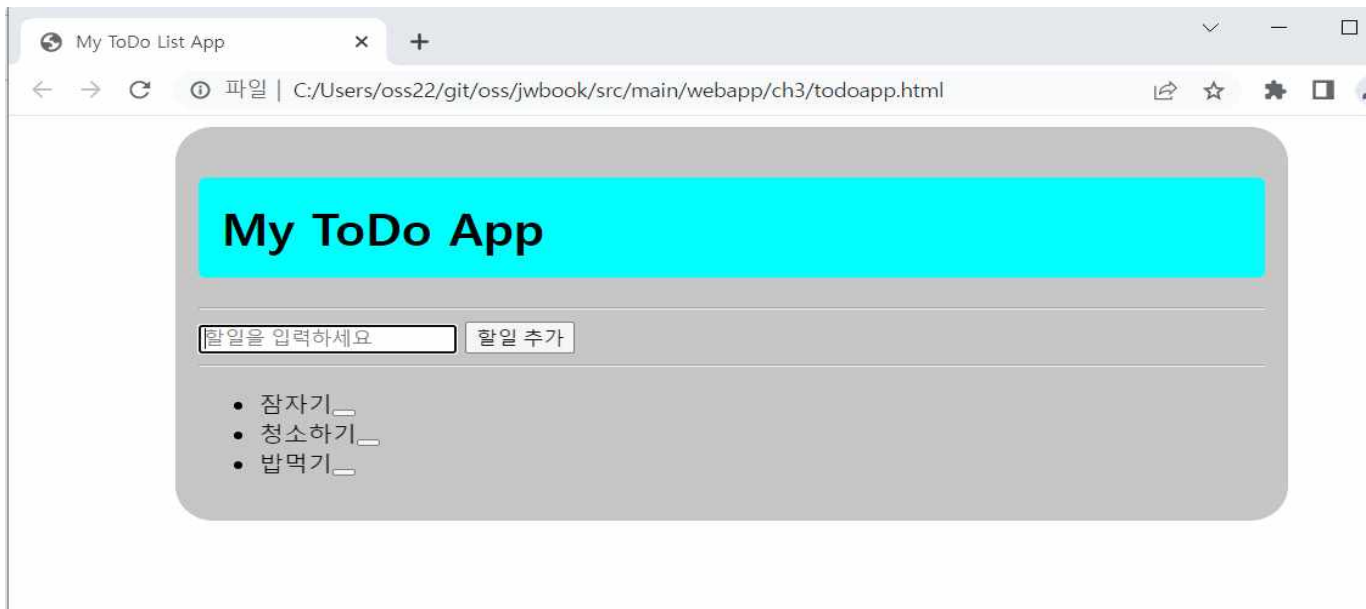 My ToDo List App
파일 | C:/Users/oss22/git/oss/jwbook/src/main/webapp/ch3/todoapp.html
My ToDo App
할일을 입력하세요 할일 추가
잠자기
청소하기
밥먹기